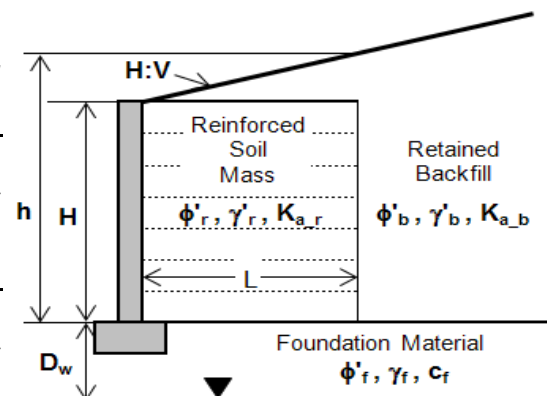 H:V
Reinforced
Soil
Mass
Retained
Backfill
h
H
ϕ'r , γ'r , Ka_r
ϕ'b , γ'b , Ka_b
L
Foundation Material
Dw
ϕ'f , γf , cf